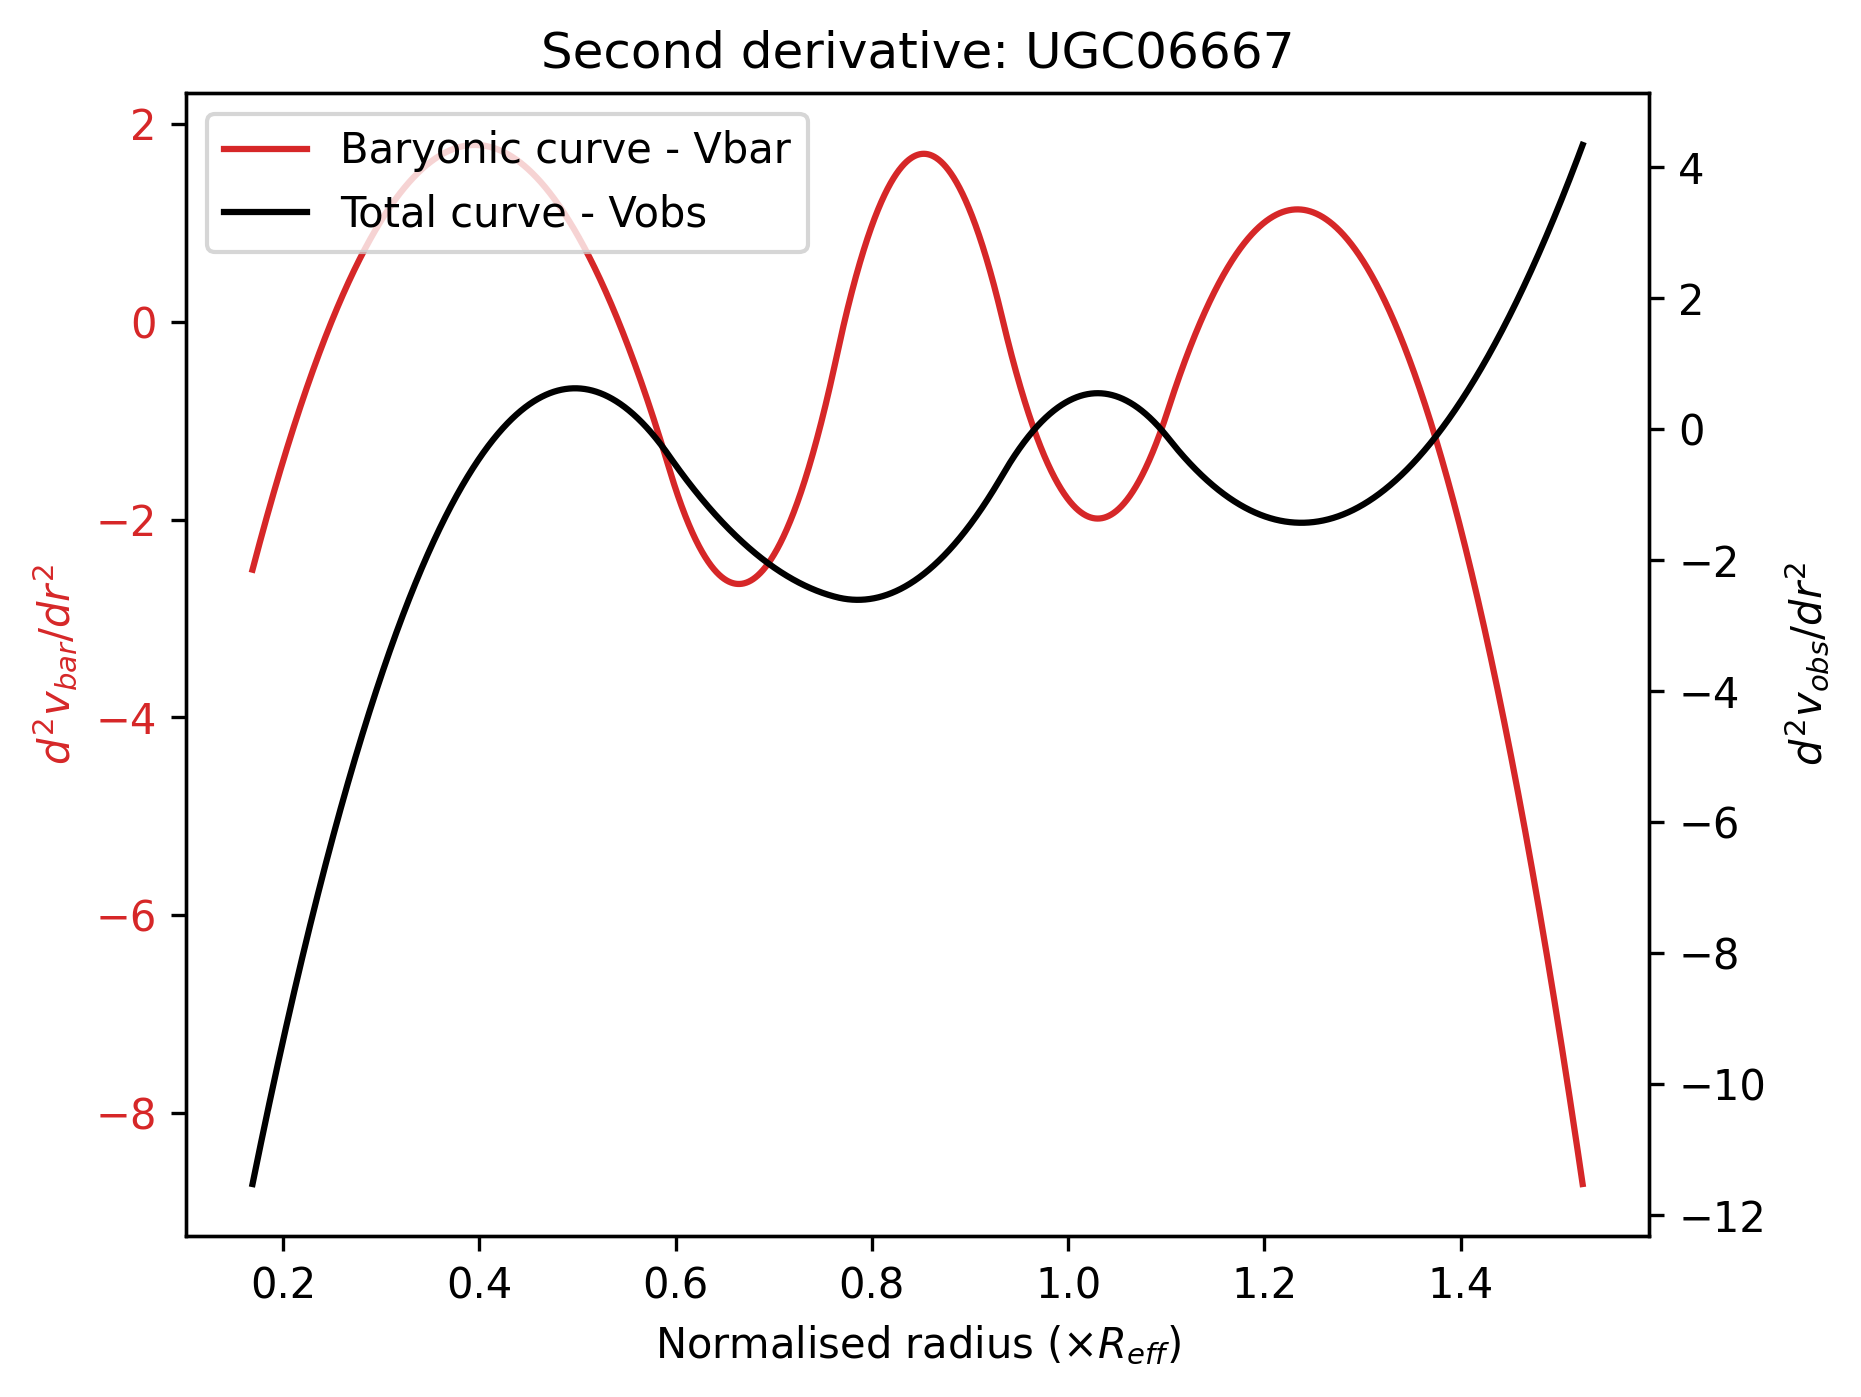 Second derivative: UGC06667
Baryonic curve - Vbar
Total curve - Vobs
2
0
−2
−4
−6
−8
d²v_bar/dr²
4
2
0
−2
−4
−6
−8
−10
−12
d²v_obs/dr²
0.2 0.4 0.6 0.8 1.0 1.2 1.4
Normalised radius (×R_eff)